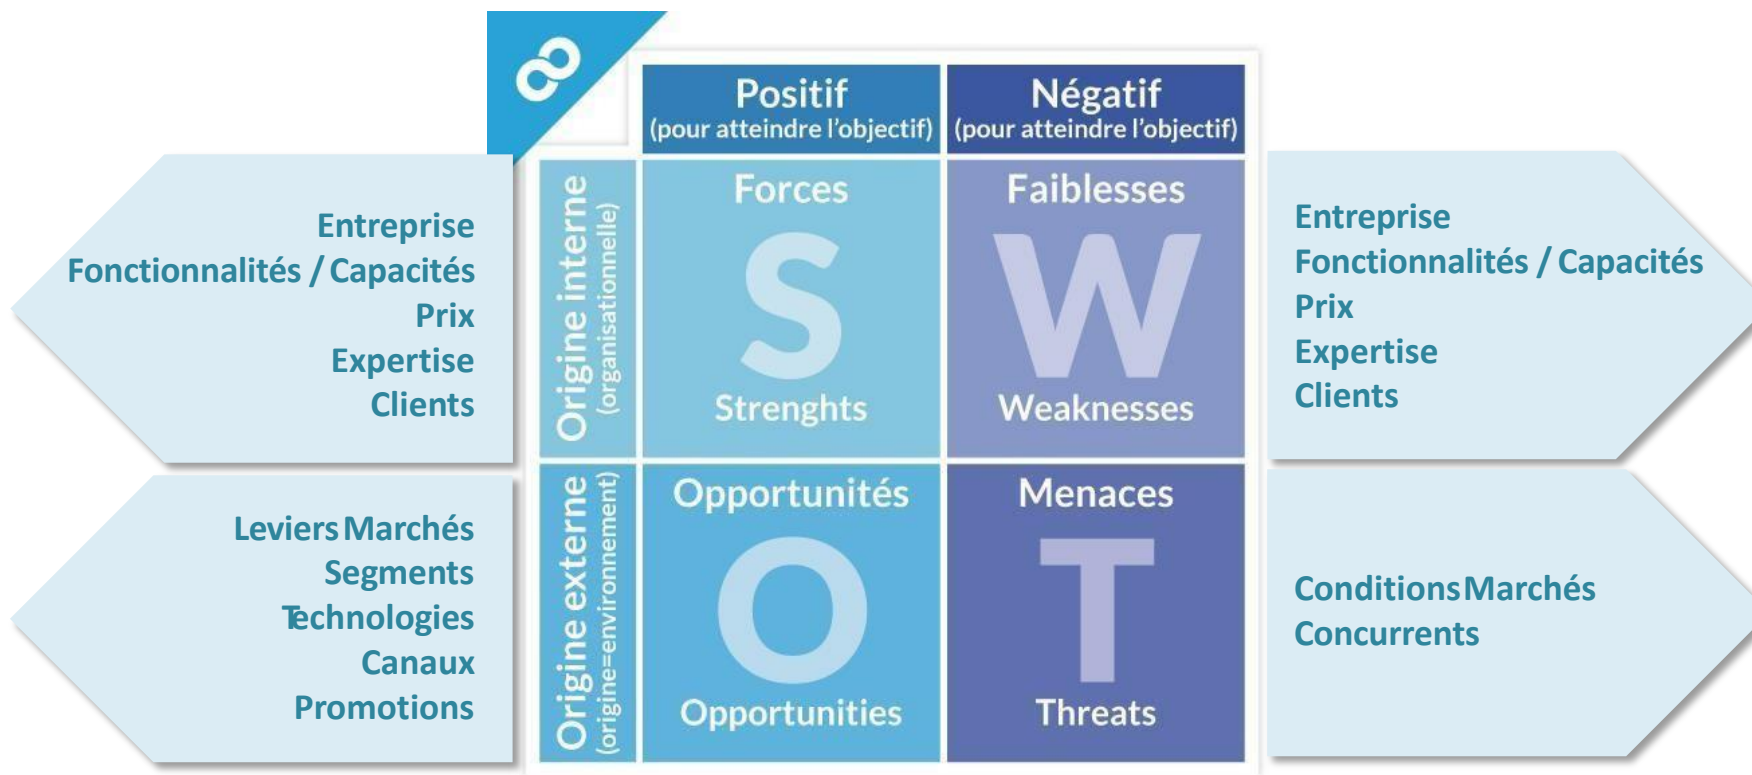 Positif
(pour atteindre l'objectif)
Négatif
(pour atteindre l'objectif)
Entreprise
Fonctionnalités / Capacités
Prix
Expertise
Clients
Origine interne
(organisationnelle)
Forces
S
Strenghts
Faiblesses
W
Weaknesses
Entreprise
Fonctionnalités / Capacités
Prix
Expertise
Clients
Leviers Marchés
Segments
Technologies
Canaux
Promotions
Origine externe
(origine=environnement)
Opportunités
O
Opportunities
Menaces
T
Threats
Conditions Marchés
Concurrents